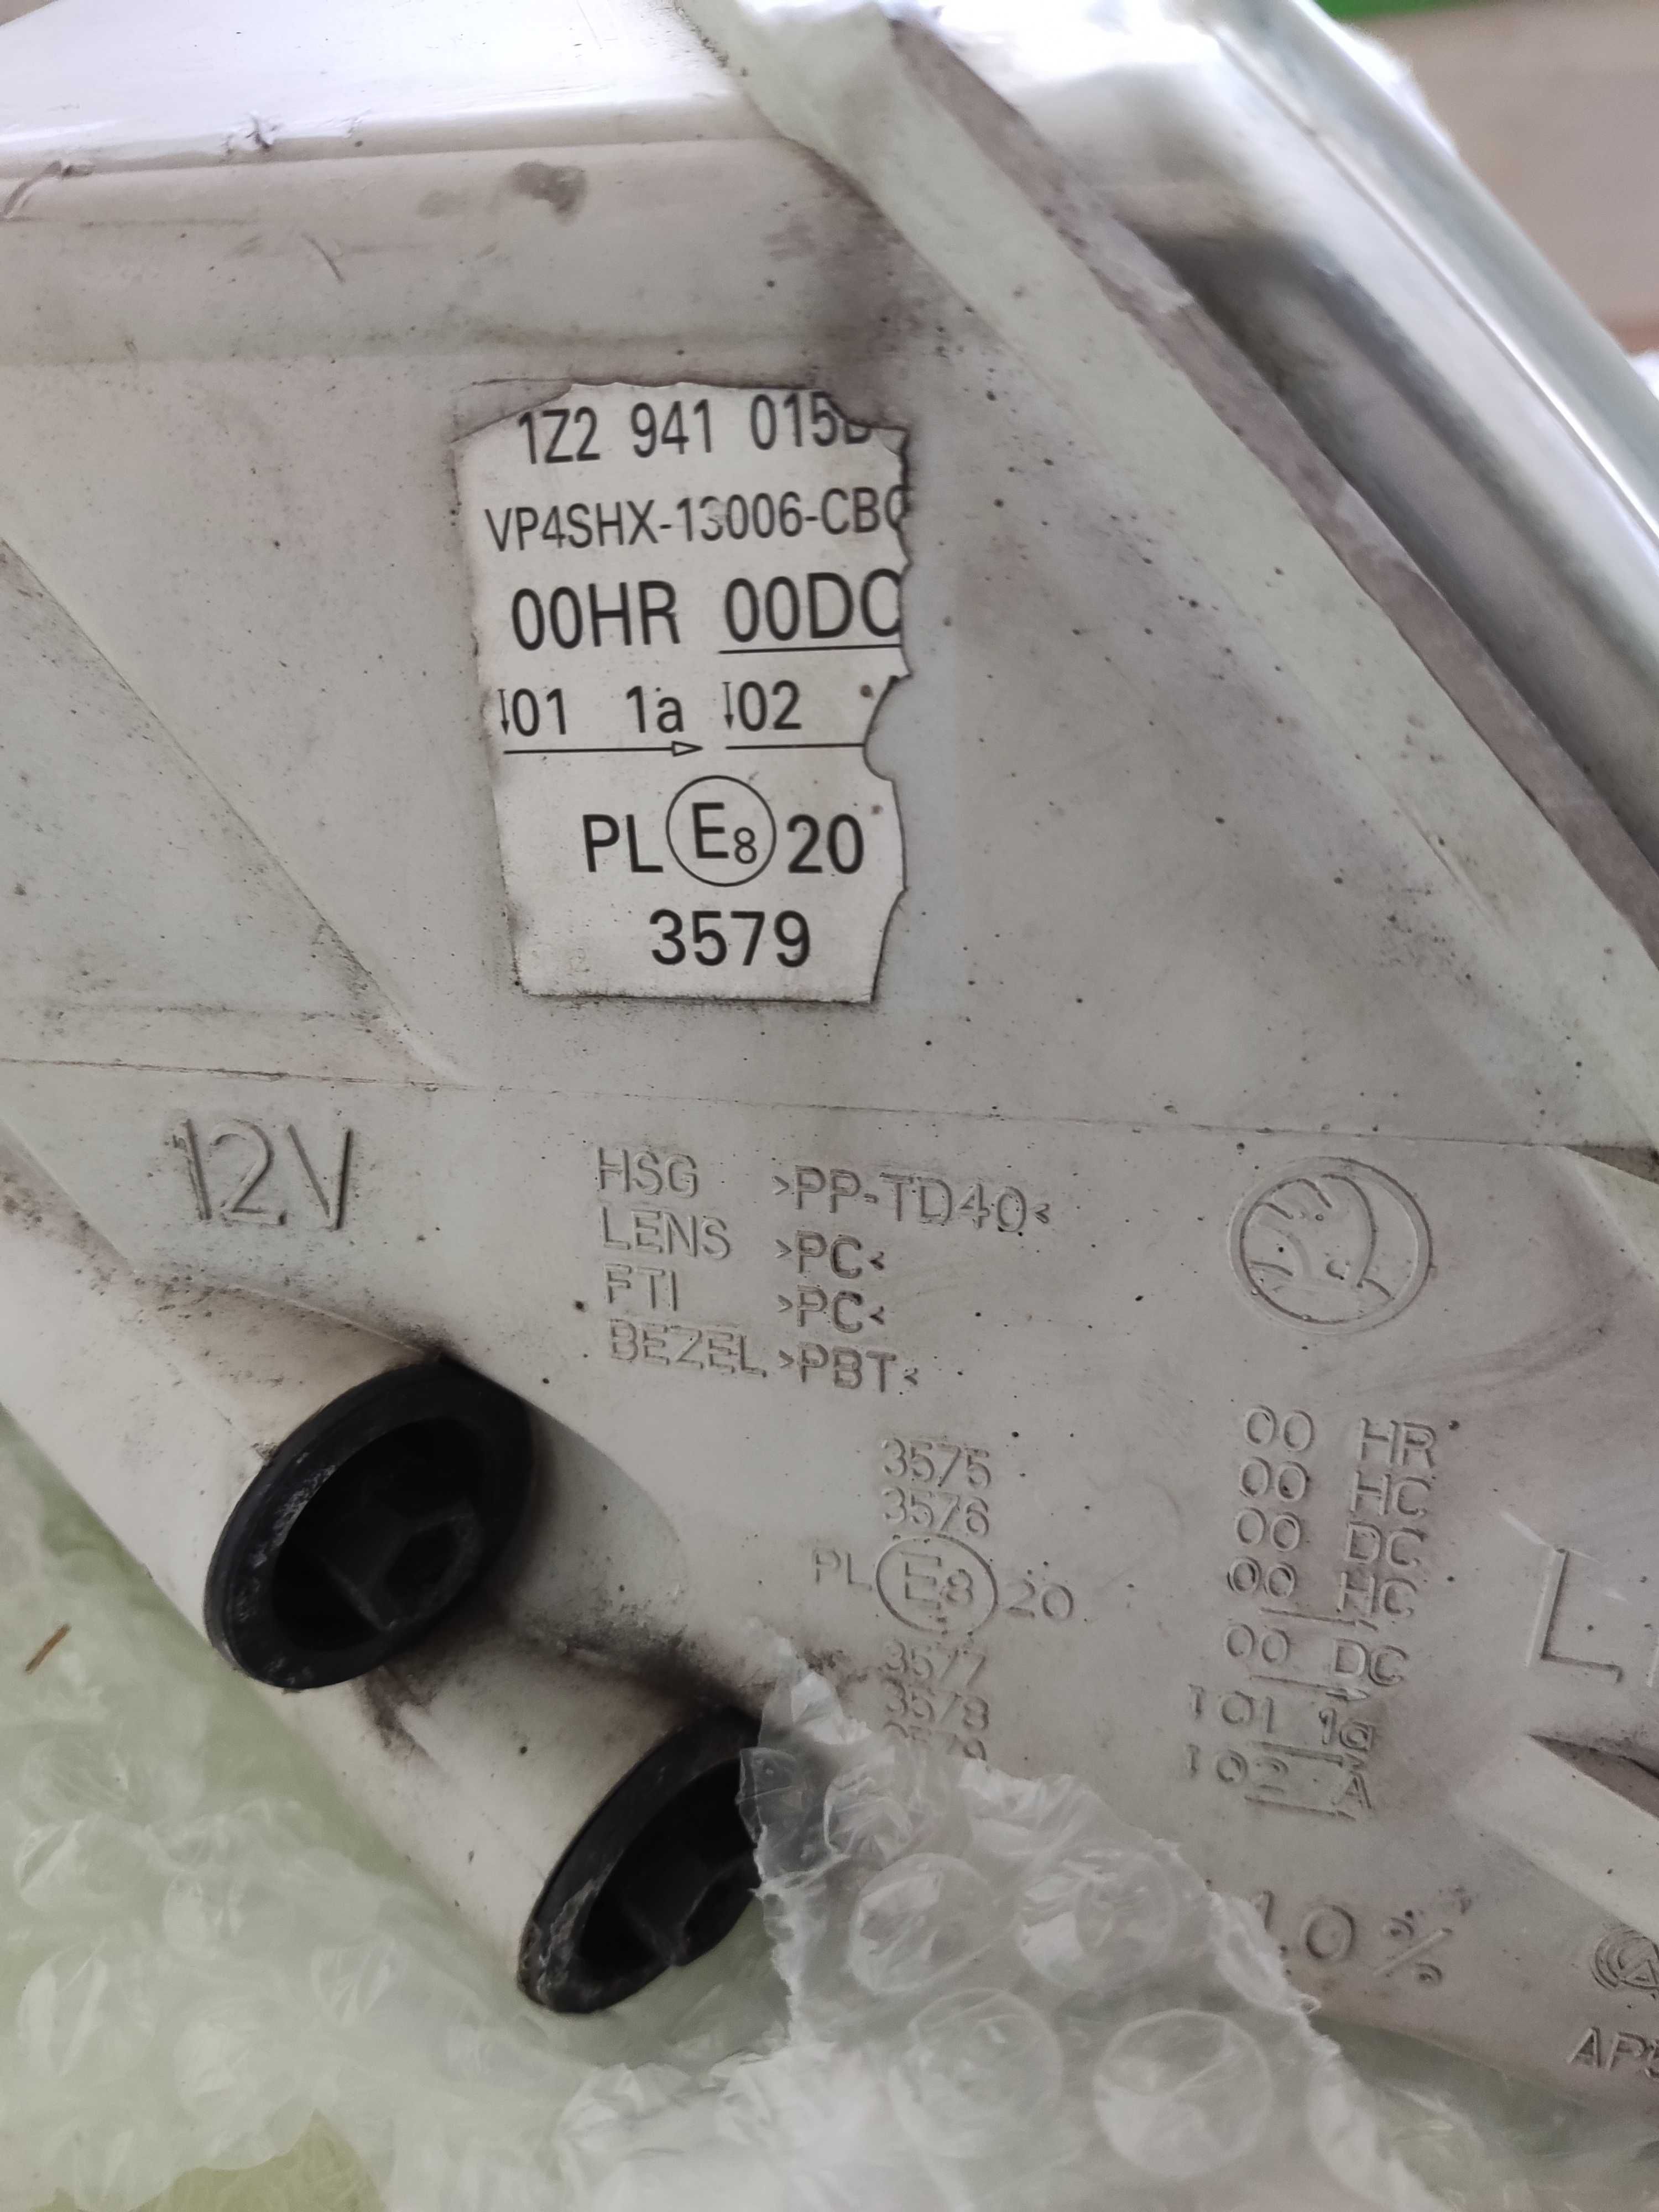 1Z2 941 015
VP4SHX-13006-CB
00HR 00DC
01 1a 02
PL E8 20
3579
12V
HSG >PP-TD40<
LENS >PC<
FTI >PC<
BEZEL >PBT<
3575
3576
PL E8 20
3577
3578
00 HR
00 HC
00 DC
00 HC
00 DC
101 1a
102 A
10%